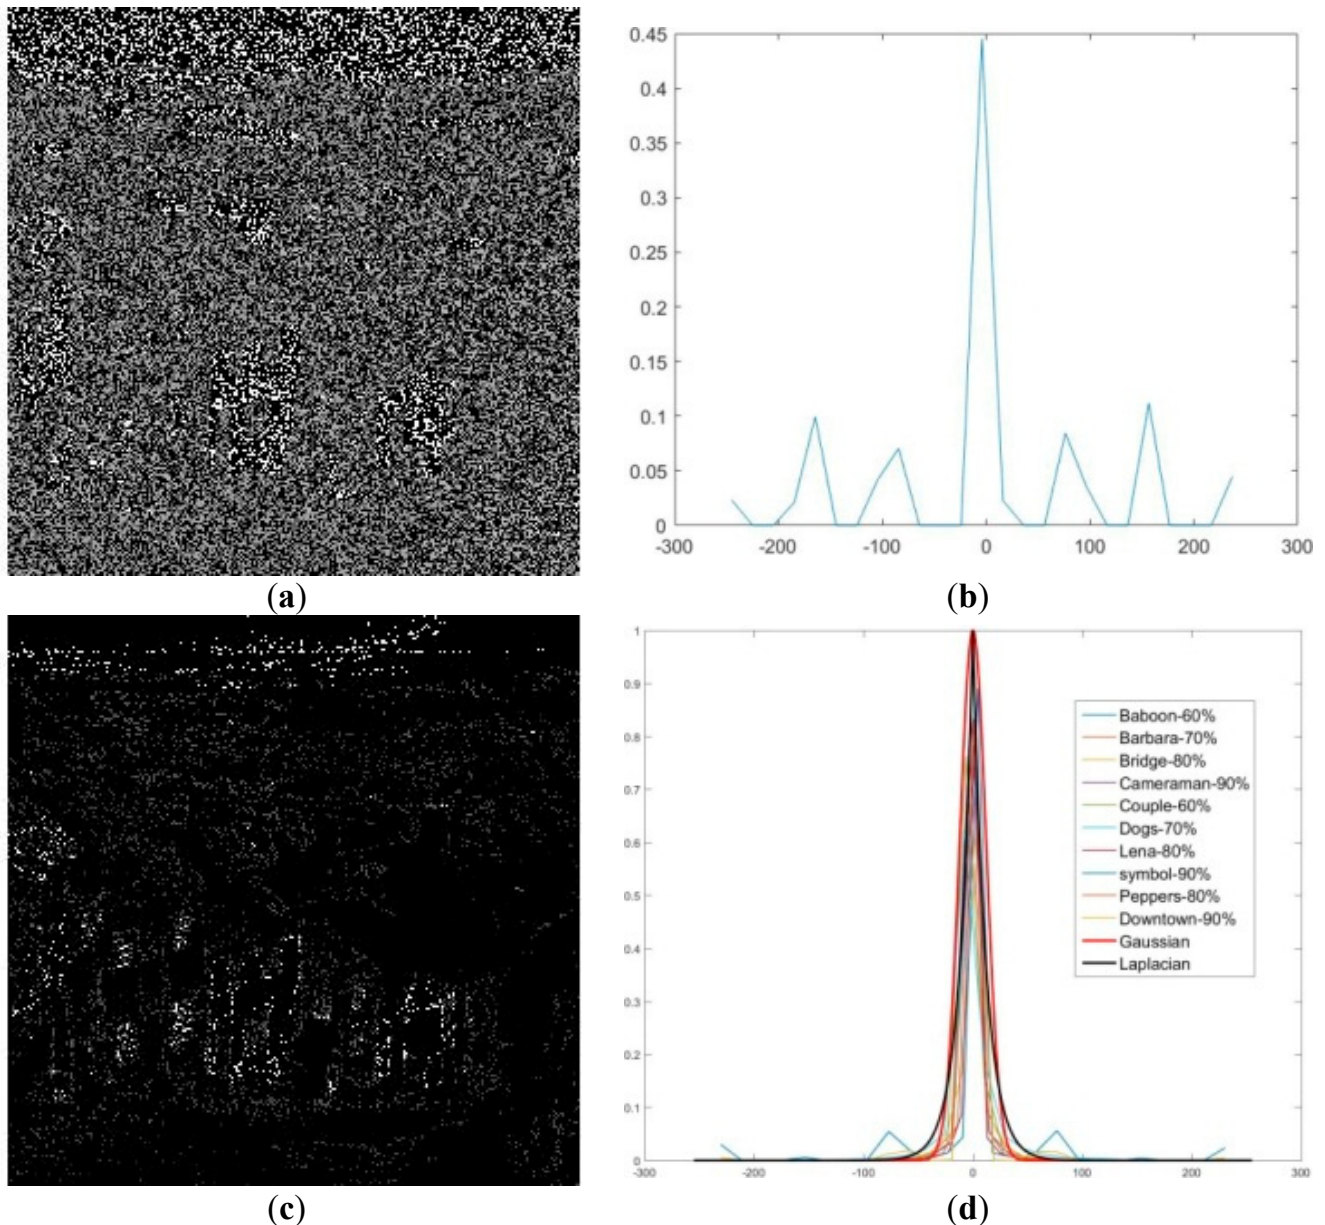 0.45
0.4
0.35
0.3
0.25
0.2
0.15
0.1
0.05
0
-300 -200 -100 0 100 200 300
(a) (b)
1
0.9
0.8
0.7
0.6
0.5
0.4
0.3
0.2
0.1
0
-300 -200 -100 0 100 200 300
Baboon-60%
Barbara-70%
Bridge-80%
Cameraman-90%
Couple-60%
Dogs-70%
Lena-80%
symbol-90%
Peppers-80%
Downtown-90%
Gaussian
Laplacian
(c) (d)